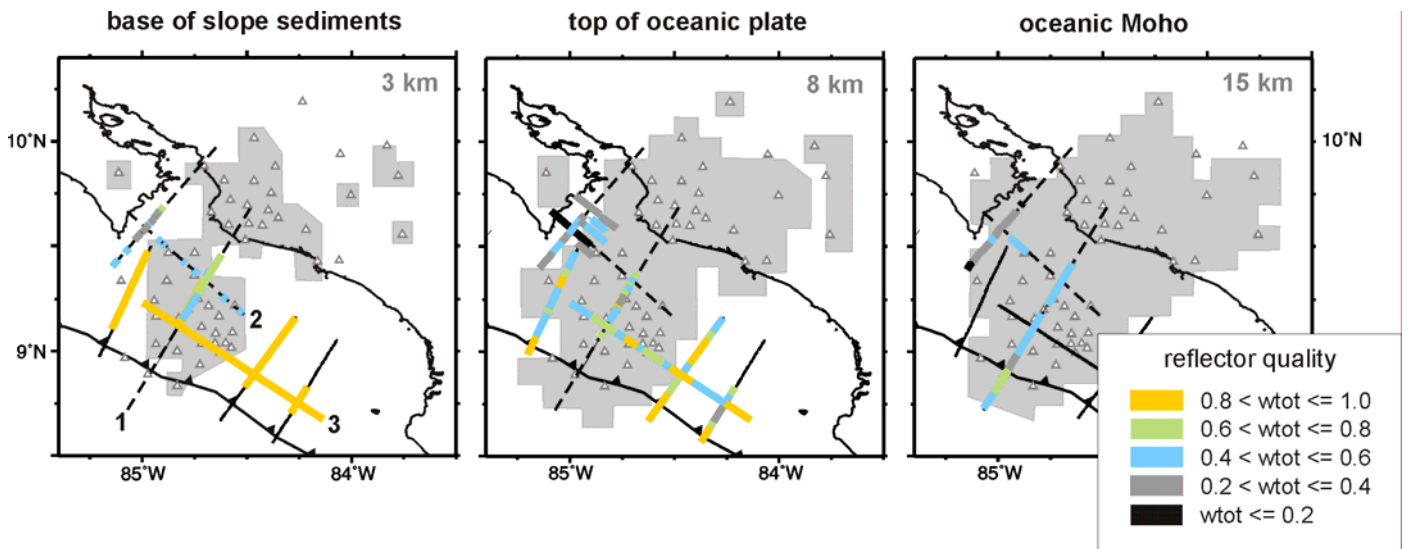 base of slope sediments
top of oceanic plate
oceanic Moho
3 km
8 km
15 km
10°N
10°N
9°N
1
2
3
85°W
84°W
85°W
84°W
85°W
reflector quality
0.8 < wtot <= 1.0
0.6 < wtot <= 0.8
0.4 < wtot <= 0.6
0.2 < wtot <= 0.4
wtot <= 0.2